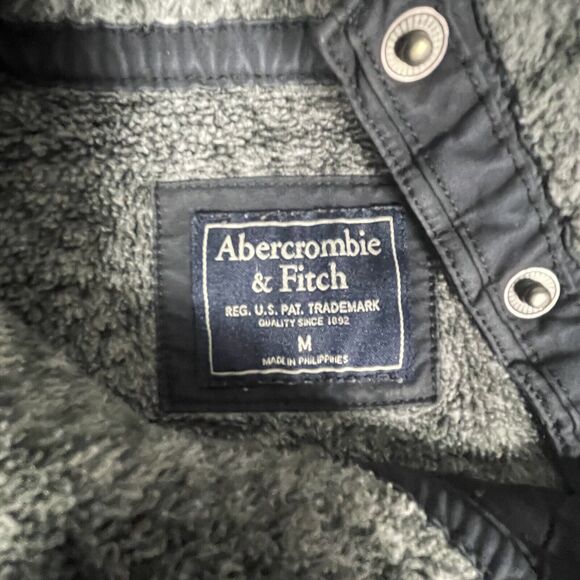 Abercrombie
& Fitch
REG. U.S. PAT. TRADEMARK
QUALITY SINCE 1892
M
MADE IN PHILIPPINES